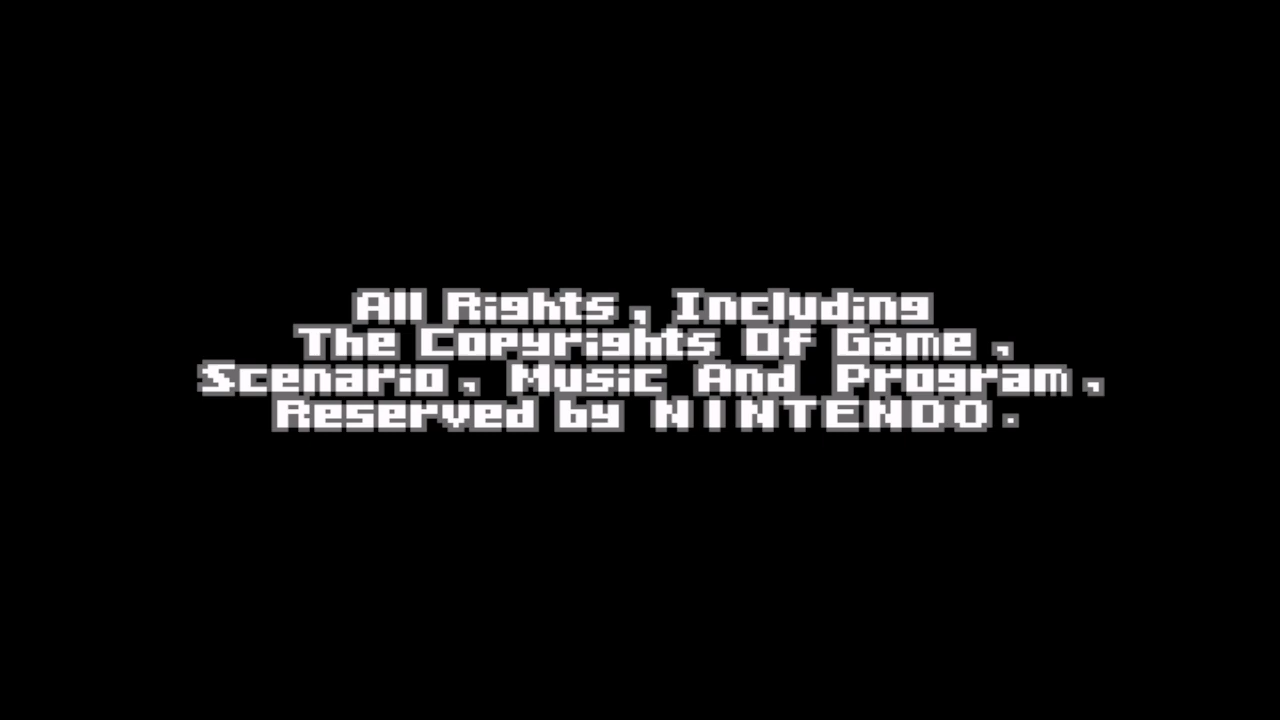 All Rights, Including
The Copyrights Of Game,
Scenario, Music And Program,
Reserved by NINTENDO.